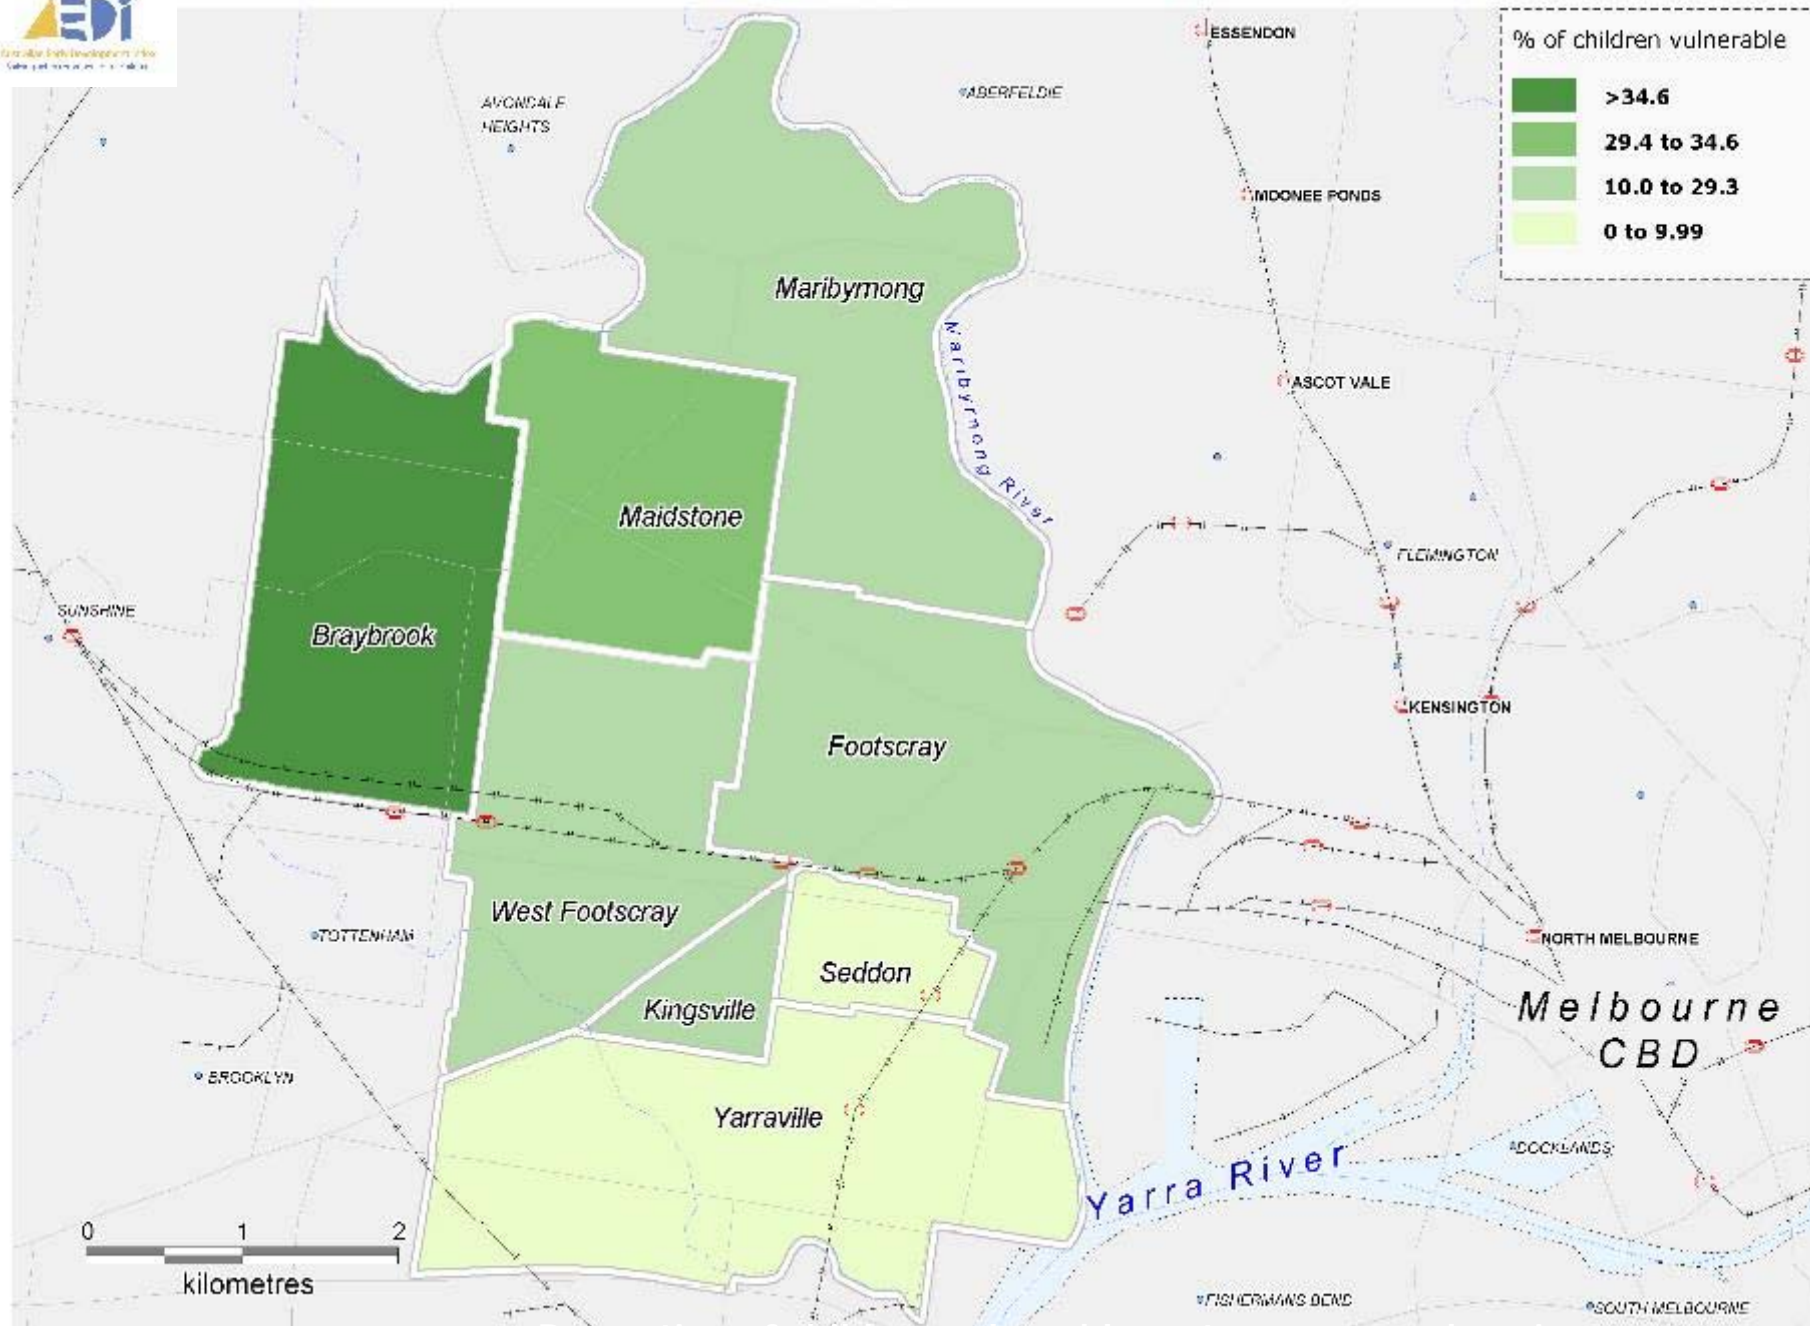 AEDI
ESSENDON
% of children vulnerable
>34.6
29.4 to 34.6
10.0 to 29.3
0 to 9.99
AVONDALE
HEIGHTS
ABERFELDIE
MOONEE PONDS
Maribyrnong
Maribyrnong River
ASCOT VALE
Maidstone
FLEMINGTON
SUNSHINE
Braybrook
KENSINGTON
Footscray
West Footscray
TOTTENHAM
NORTH MELBOURNE
Seddon
Kingsville
Melbourne
CBD
BROOKLYN
Yarraville
DOCKLANDS
Yarra River
0 1 2
kilometres
FISHERMANS BEND
SOUTH MELBOURNE